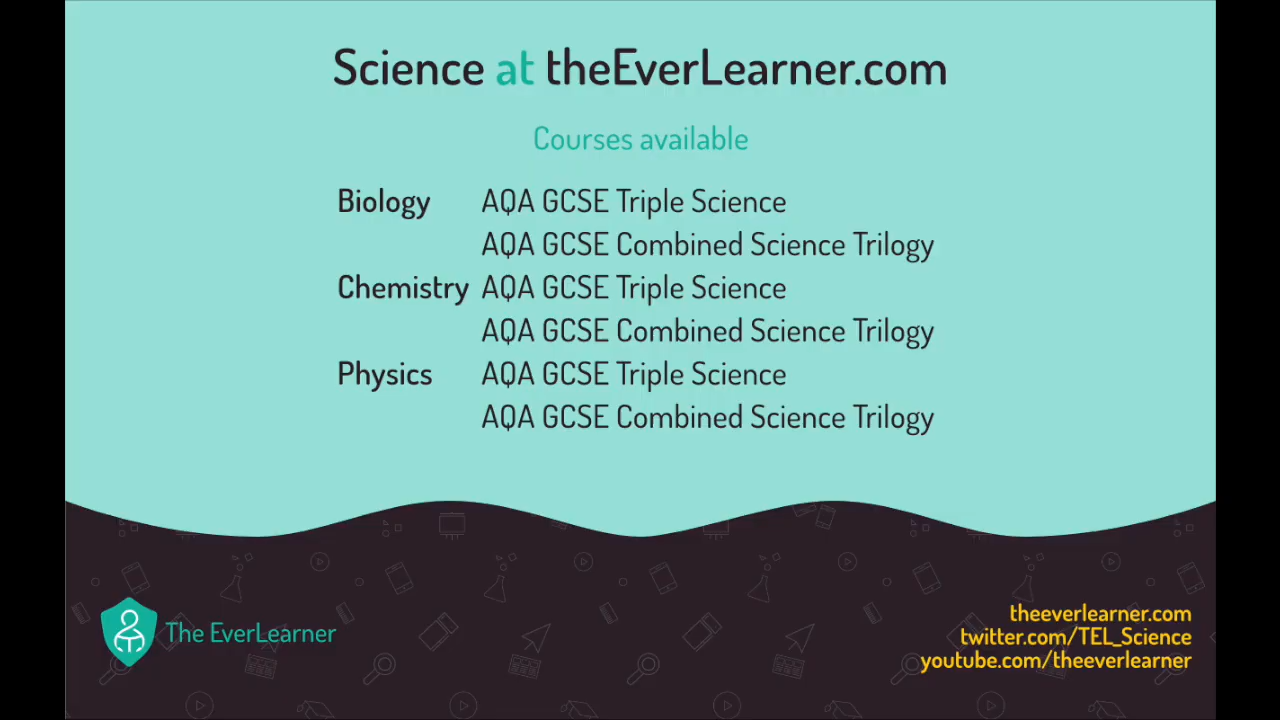 Science at theEverLearner.com
Courses available
Biology AQA GCSE Triple Science
AQA GCSE Combined Science Trilogy
Chemistry AQA GCSE Triple Science
AQA GCSE Combined Science Trilogy
Physics AQA GCSE Triple Science
AQA GCSE Combined Science Trilogy
The EverLearner
theeverlearner.com
twitter.com/TEL_Science
youtube.com/theeverlearner